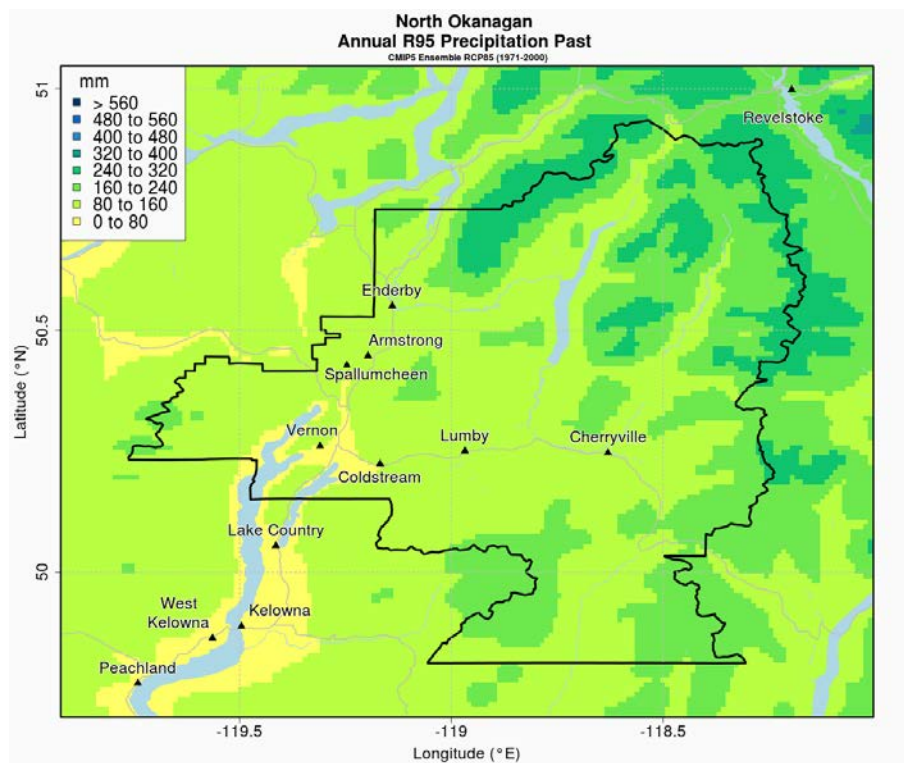 North Okanagan
Annual R95 Precipitation Past
CMIP5 Ensemble RCP85 (1971-2000)
mm
> 560
480 to 560
400 to 480
320 to 400
240 to 320
160 to 240
80 to 160
0 to 80
51
50.5
50
Latitude (°N)
Revelstoke
Enderby
Armstrong
Spallumcheen
Vernon
Lumby
Cherryville
Coldstream
Lake Country
West
Kelowna
Kelowna
Peachland
-119.5
-119
-118.5
Longitude (°E)